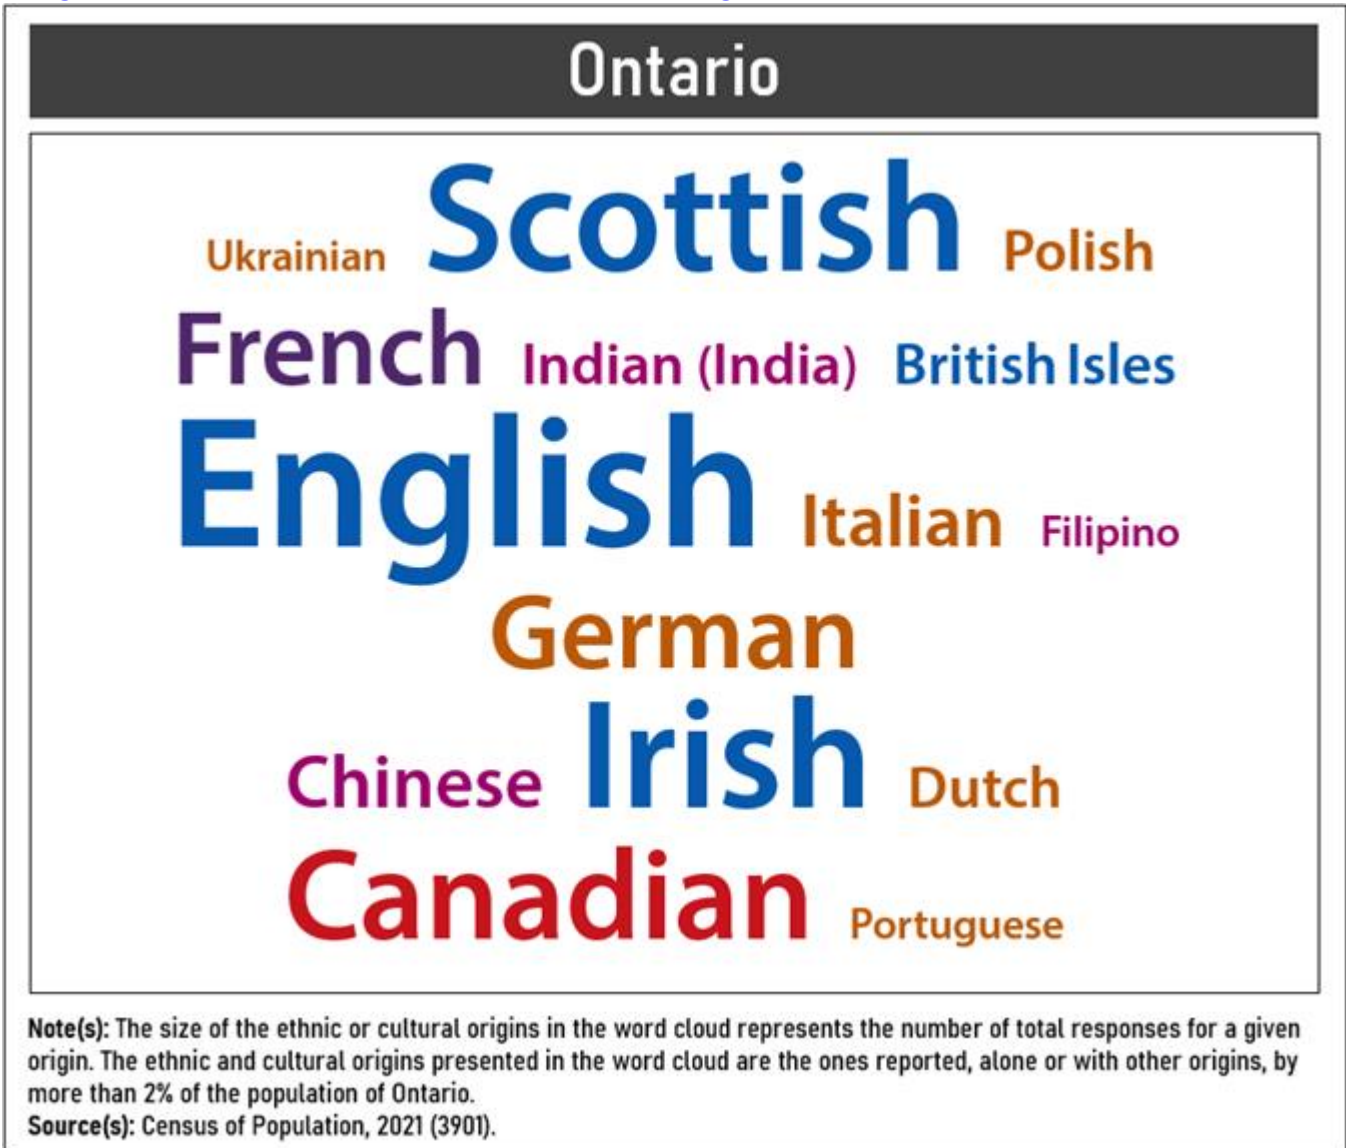 Ontario
Ukrainian Scottish Polish
French Indian (India) British Isles
English Italian Filipino
German
Chinese Irish Dutch
Canadian Portuguese
Note(s): The size of the ethnic or cultural origins in the word cloud represents the number of total responses for a given
origin. The ethnic and cultural origins presented in the word cloud are the ones reported, alone or with other origins, by
more than 2% of the population of Ontario.
Source(s): Census of Population, 2021 (3901).